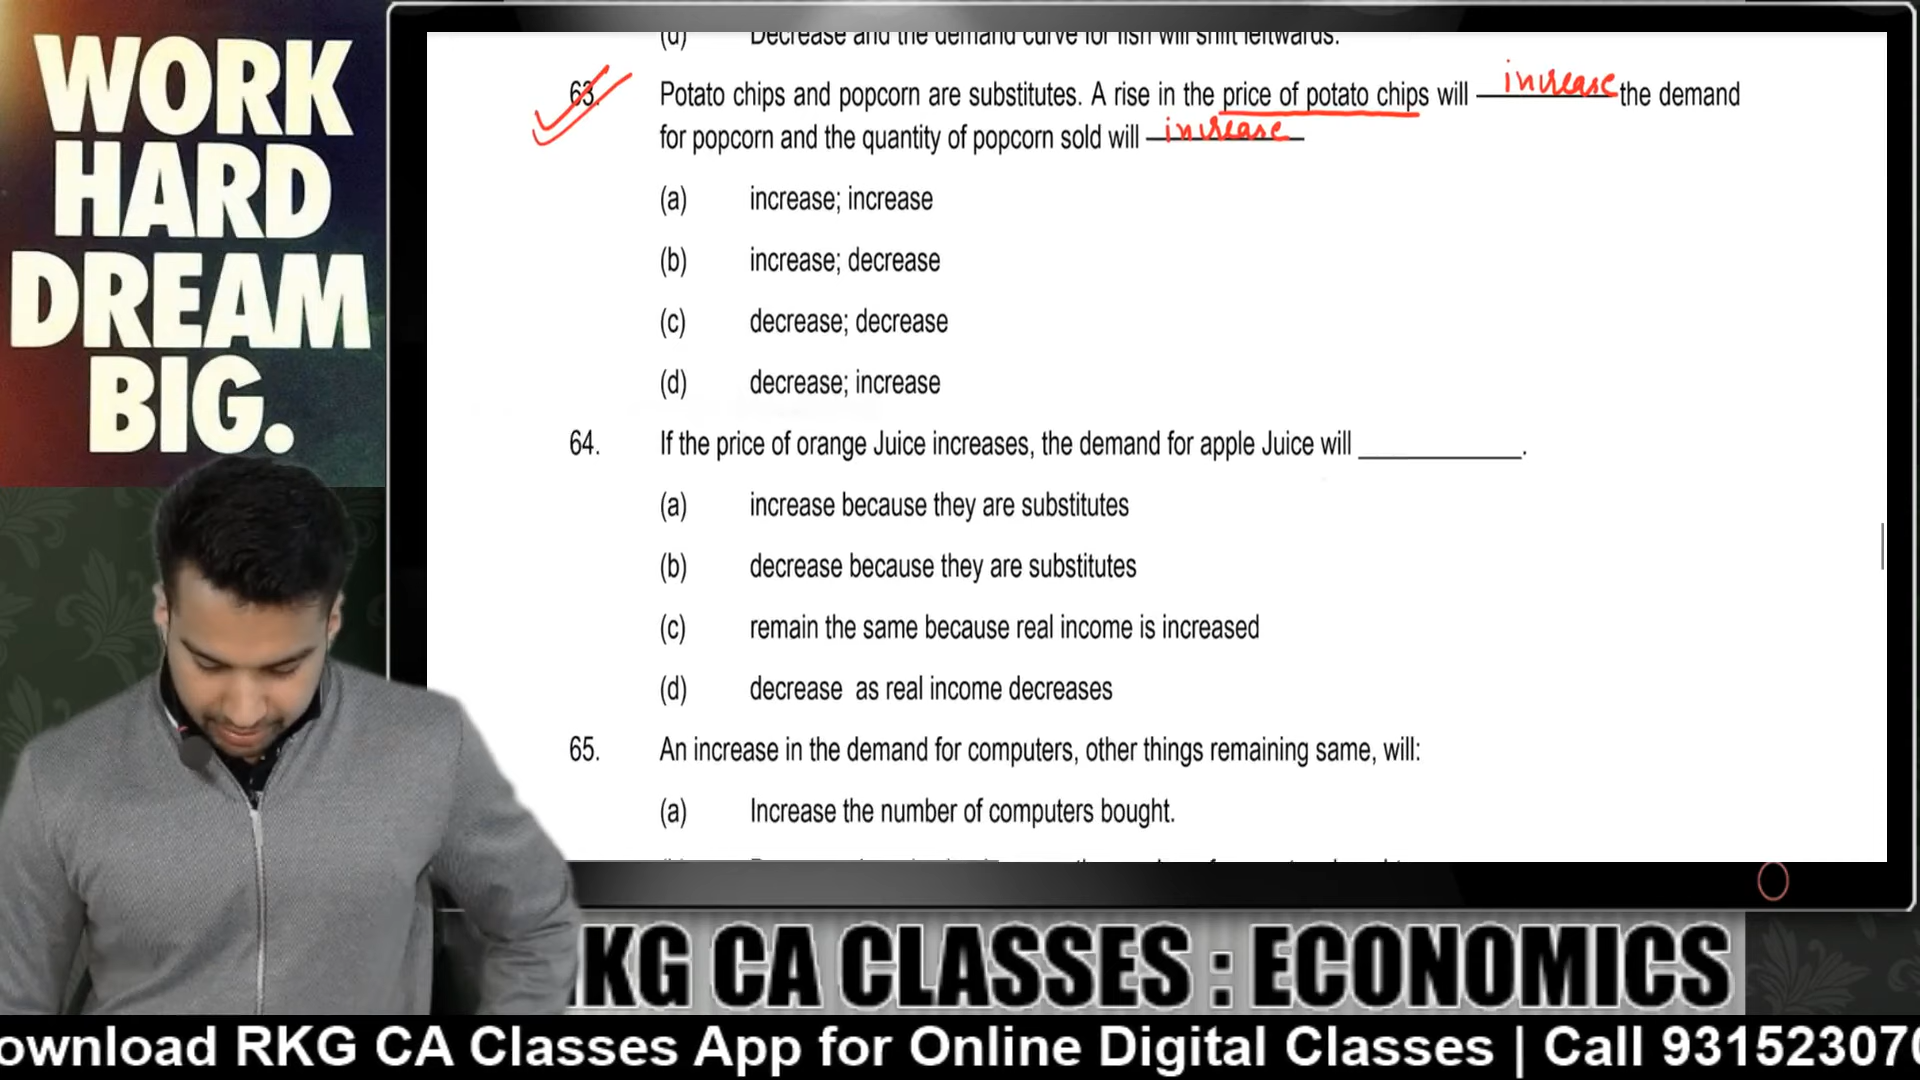 WORK
HARD
DREAM
BIG.
(d) Decrease and the demand curve for fish will shift leftwards.
63. Potato chips and popcorn are substitutes. A rise in the price of potato chips will increase the demand
for popcorn and the quantity of popcorn sold will increase
(a) increase; increase
(b) increase; decrease
(c) decrease; decrease
(d) decrease; increase
64. If the price of orange Juice increases, the demand for apple Juice will ____________.
(a) increase because they are substitutes
(b) decrease because they are substitutes
(c) remain the same because real income is increased
(d) decrease as real income decreases
65. An increase in the demand for computers, other things remaining same, will:
(a) Increase the number of computers bought.
RKG CA CLASSES : ECONOMICS
ownload RKG CA Classes App for Online Digital Classes | Call 931523070